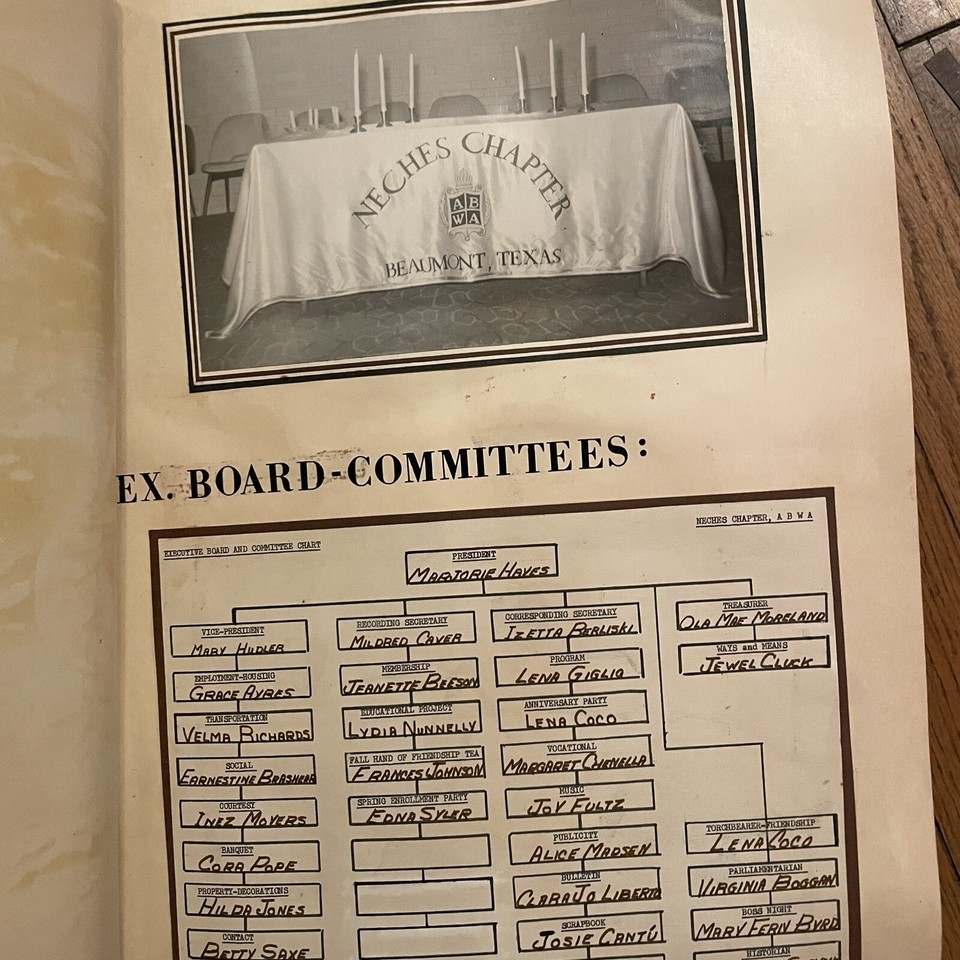 NECHES CHAPTER
A B
W A
BEAUMONT, TEXAS
EX. BOARD-COMMITTEES:
NECHES CHAPTER, A B W A
EXECUTIVE BOARD AND COMMITTEE CHART
PRESIDENT
MARJORIE HAYES
VICE-PRESIDENT
MARY HUDLER
EMPLOYMENT-HOUSING
GRACE AYRES
TRANSPORTATION
VELMA RICHARDS
SOCIAL
EARNESTINE BRASHEAR
COURTESY
INEZ MOYERS
BANQUET
CORA POPE
PROPERTY-DECORATIONS
HILDA JONES
CONTACT
BETTY SAXE
RECORDING SECRETARY
MILDRED CAVER
MEMBERSHIP
JEANETTE BEESON
EDUCATIONAL PROJECT
LYDIA NUNNELLY
FALL HAND OF FRIENDSHIP TEA
FRANCES JOHNSON
SPRING ENROLLMENT PARTY
EDNA SYLER
CORRESPONDING SECRETARY
IZETTA BERLISKI
PROGRAM
LENA GIGLIO
ANNIVERSARY PARTY
LENA COCO
VOCATIONAL
MARGARET CHENELLA
MUSIC
JOY FULTZ
PUBLICITY
ALICE MADSEN
BULLETIN
CLARA JO LIBERTO
SCRAPBOOK
JOSIE CANTÚ
TREASURER
OLA MAE MORELAND
WAYS and MEANS
JEWEL CLUCK
TORCHBEARER-FRIENDSHIP
LENA COCO
PARLIAMENTARIAN
VIRGINIA BOGGAN
BOSS NIGHT
MARY FERN BYRD
HISTORIAN